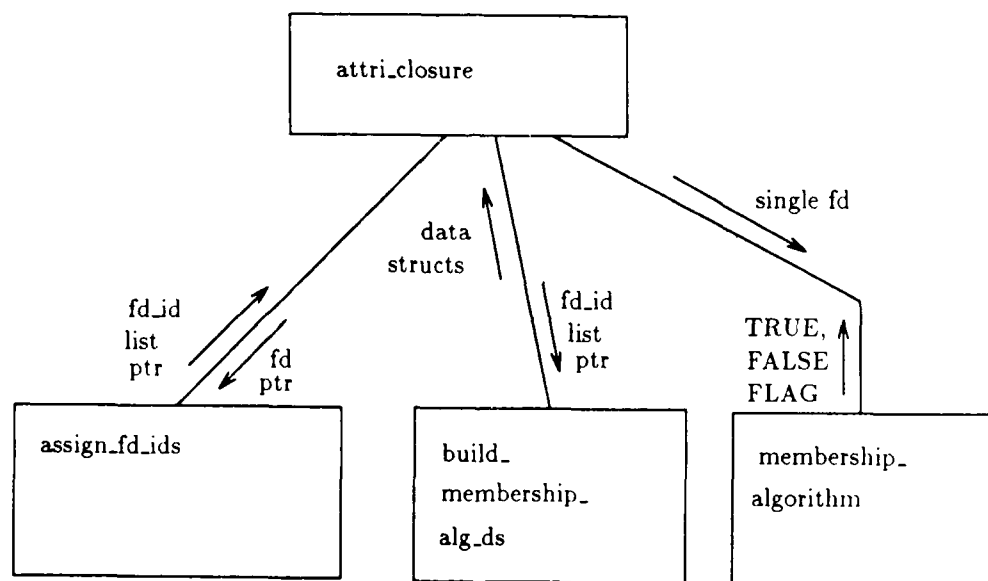 attri_closure
single fd
data
structs
fd_id
list
ptr
fd
ptr
fd_id
list
ptr
TRUE,
FALSE
FLAG
assign_fd_ids
build_
membership_
alg_ds
membership_
algorithm